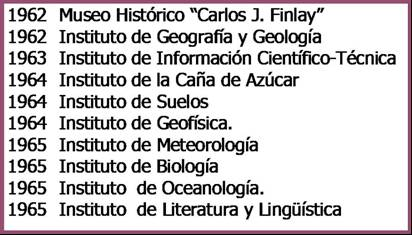 1962 Museo Histórico “Carlos J. Finlay”
1962 Instituto de Geografía y Geología
1963 Instituto de Información Científico-Técnica
1964 Instituto de la Caña de Azúcar
1964 Instituto de Suelos
1964 Instituto de Geofísica.
1965 Instituto de Meteorología
1965 Instituto de Biología
1965 Instituto de Oceanología.
1965 Instituto de Literatura y Lingüística